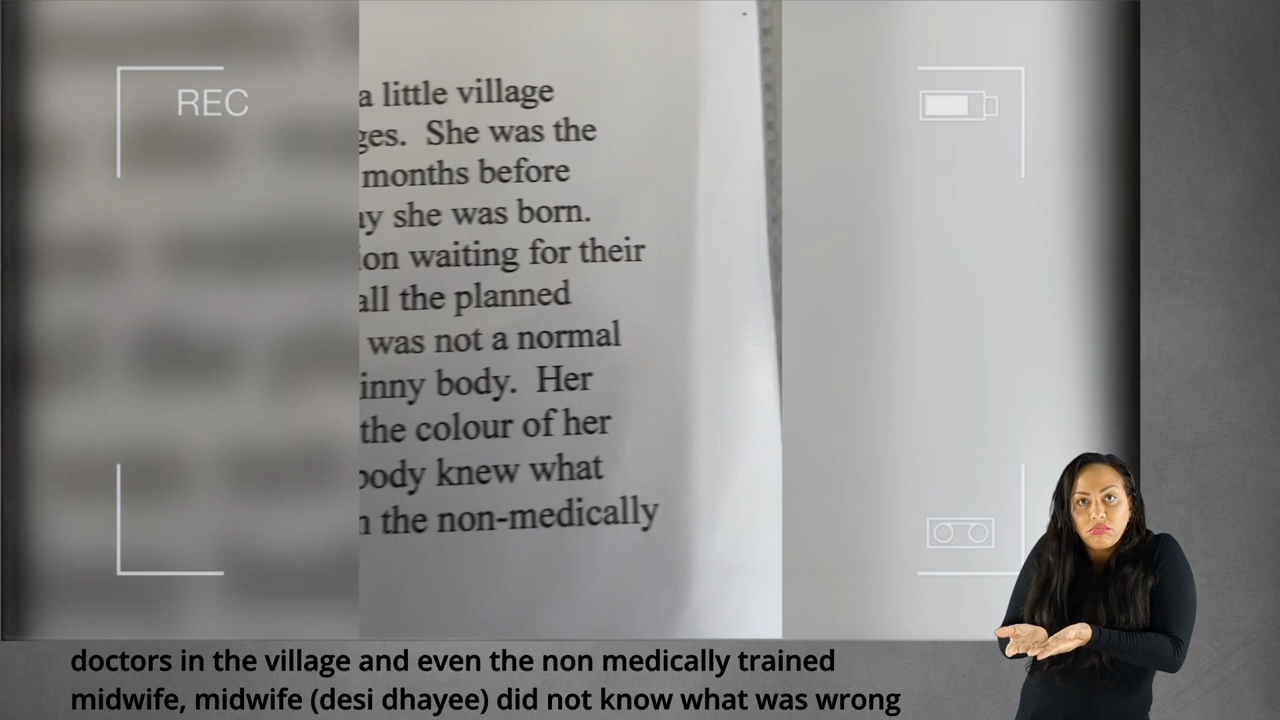 REC
a little village
ges. She was the
months before
ay she was born.
ion waiting for their
all the planned
was not a normal
inny body. Her
the colour of her
body knew what
n the non-medically
doctors in the village and even the non medically trained
midwife, midwife (desi dhayee) did not know what was wrong